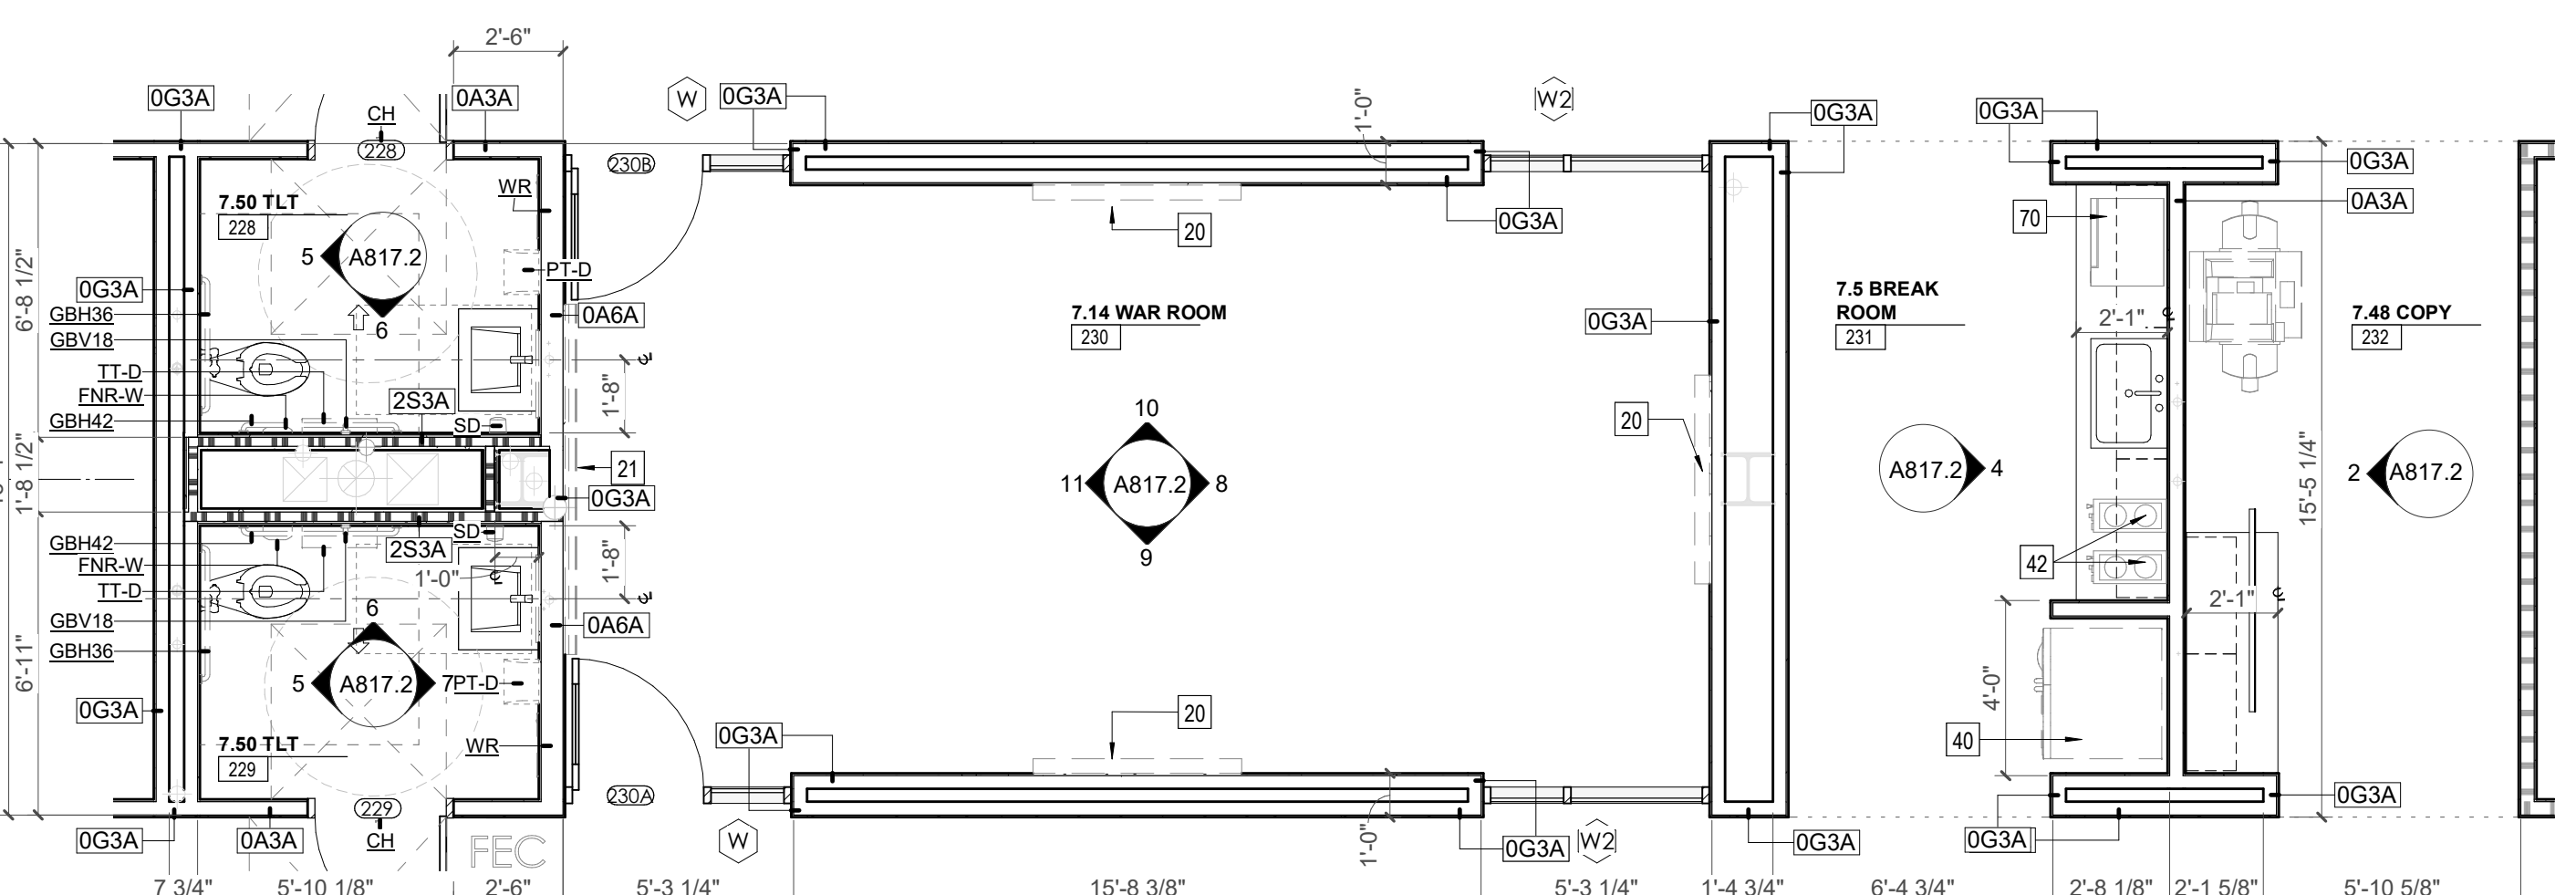 2'-6"
0G3A
CH
0A3A
W
0G3A
1'-0"
W2
0G3A
0G3A
228
230B
0G3A
WR
7.50 TLT
228
5
A817.2
6
PT-D
20
0G3A
70
0A3A
6'-8 1/2"
0G3A
GBH36
GBV18
TT-D
FNR-W
GBH42
0A6A
7.14 WAR ROOM
230
0G3A
7.5 BREAK
ROOM
231
2'-1"
7.48 COPY
232
1'-8"
2S3A
SD
10
11
A817.2
8
9
20
A817.2
4
15'-5 1/4"
2
A817.2
1'-8 1/2"
21
0G3A
GBH42
FNR-W
TT-D
GBV18
GBH36
2S3A
SD
1'-0"
1'-8"
42
6
5
A817.2
7
PT-D
0A6A
2'-1"
6'-11"
0G3A
4'-0"
40
20
7.50 TLT
229
WR
0G3A
229
230A
0G3A
0G3A
0A3A
CH
FEC
W
1'-0"
0G3A
W2
0G3A
0G3A
7 3/4"
5'-10 1/8"
2'-6"
5'-3 1/4"
15'-8 3/8"
5'-3 1/4"
1'-4 3/4"
6'-4 3/4"
2'-8 1/8"
2'-1 5/8"
5'-10 5/8"